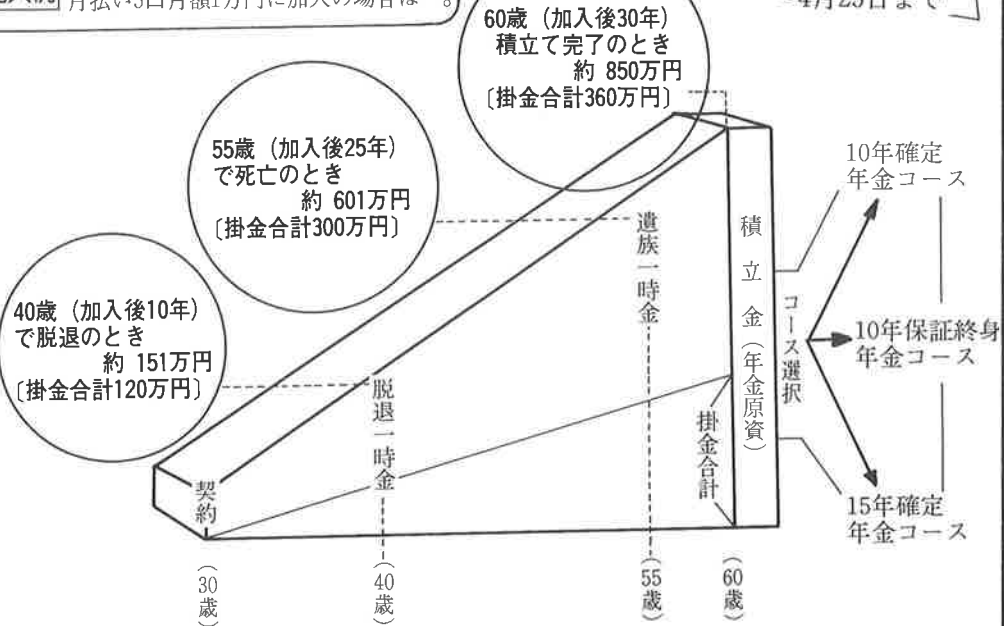 月払い5口月額1万円に加入の場合は
4月25日まで
60歳（加入後30年）
積立て完了のとき
約 850万円
〔掛金合計360万円〕
55歳（加入後25年）
で死亡のとき
約 601万円
〔掛金合計300万円〕
40歳（加入後10年）
で脱退のとき
約 151万円
〔掛金合計120万円〕
契約
脱退一時金
遺族一時金
掛金合計
積立金（年金原資）
コース選択
10年確定
年金コース
10年保証終身
年金コース
15年確定
年金コース
（30歳）
（40歳）
（55歳）
（60歳）